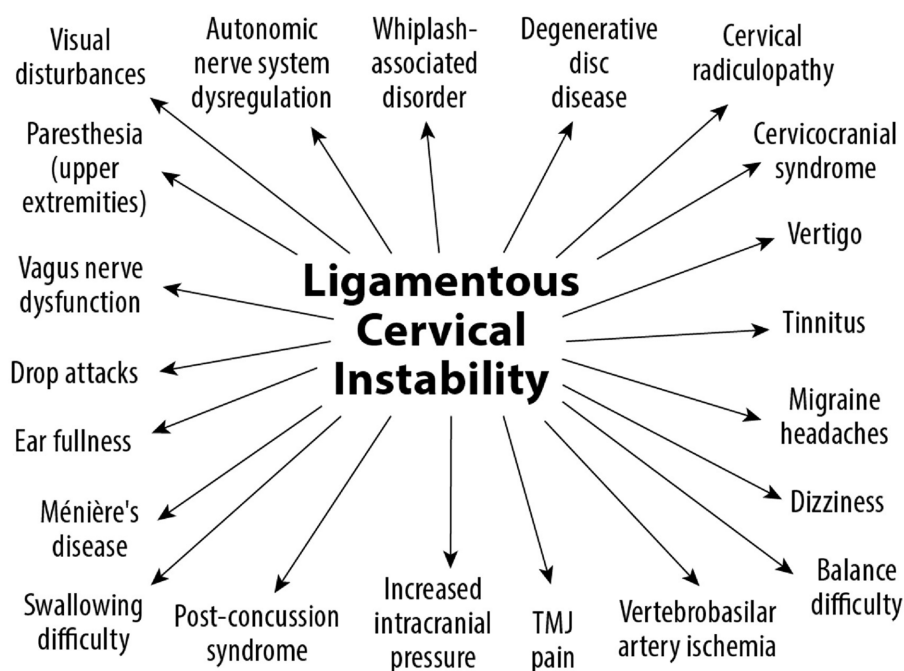 Visual
disturbances
Autonomic
nerve system
dysregulation
Whiplash-
associated
disorder
Degenerative
disc
disease
Cervical
radiculopathy
Paresthesia
(upper
extremities)
Cervicocranial
syndrome
Vagus nerve
dysfunction
Vertigo
Ligamentous
Cervical
Instability
Tinnitus
Drop attacks
Migraine
headaches
Ear fullness
Dizziness
Ménière's
disease
Balance
difficulty
Swallowing
difficulty
Post-concussion
syndrome
Increased
intracranial
pressure
TMJ
pain
Vertebrobasilar
artery ischemia